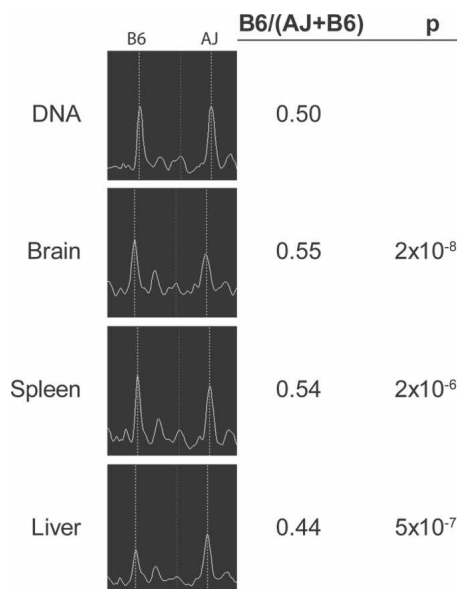 B6/(AJ+B6) p
B6 AJ
DNA 0.50
Brain 0.55 2x10⁻⁸
Spleen 0.54 2x10⁻⁶
Liver 0.44 5x10⁻⁷